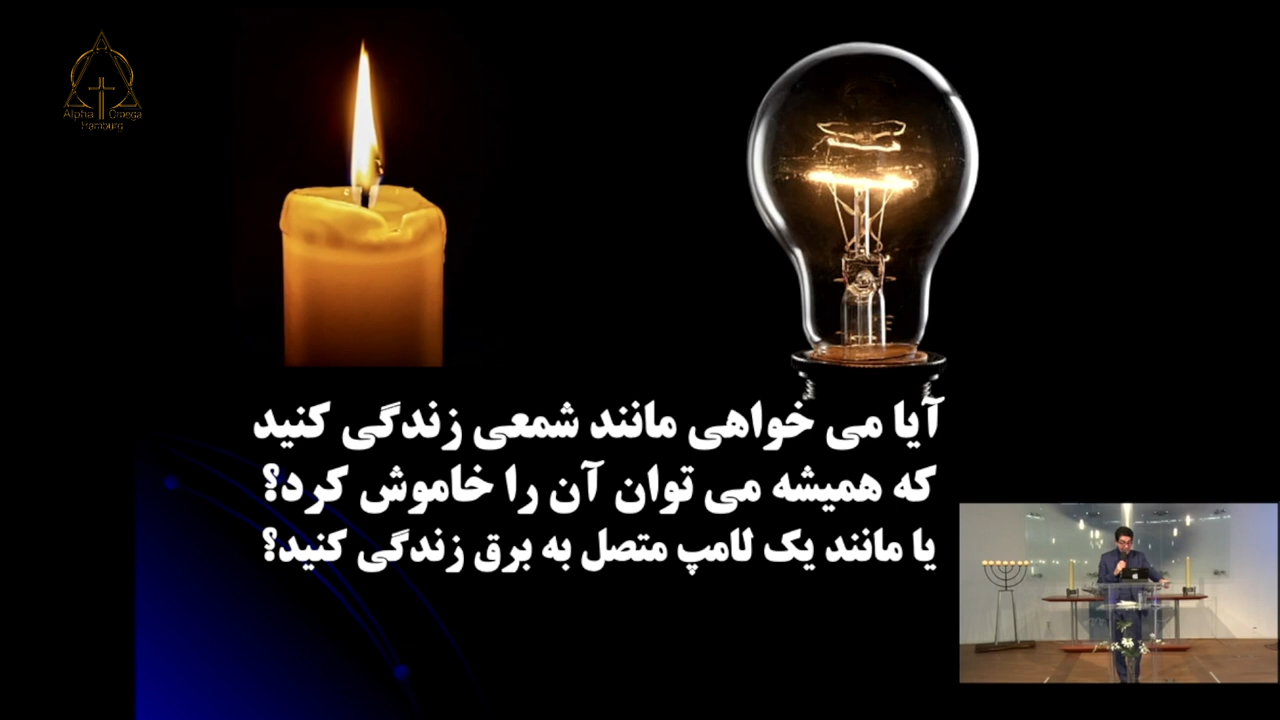 Alpha Omega
Hamburg
آیا می خواهی مانند شمعی زندگی کنید
که همیشه می توان آن را خاموش کرد؟
یا مانند یک لامپ متصل به برق زندگی کنید؟